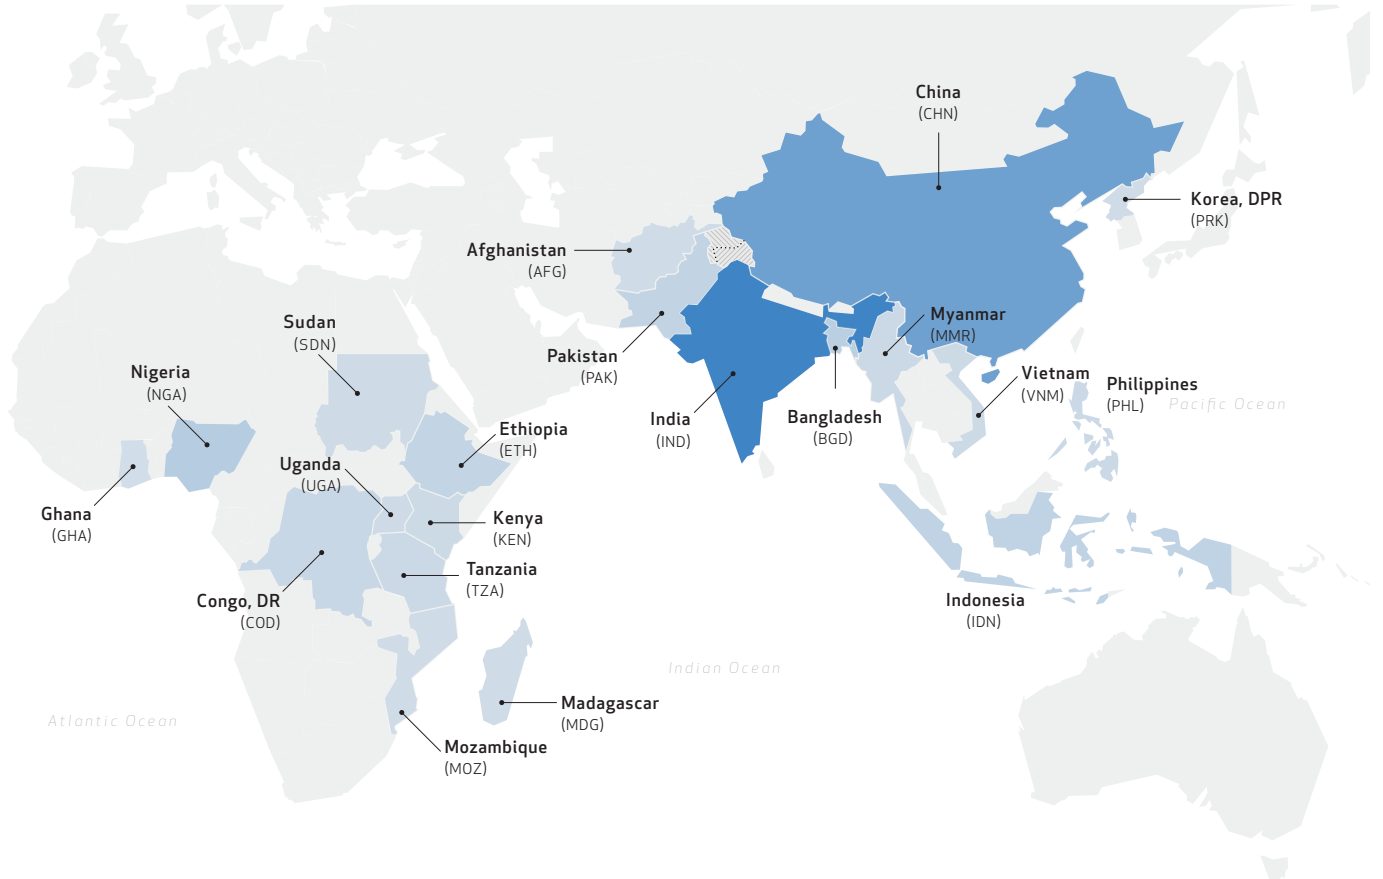 China
(CHN)
Korea, DPR
(PRK)
Afghanistan
(AFG)
Sudan
(SDN)
Myanmar
(MMR)
Pakistan
(PAK)
Nigeria
(NGA)
Vietnam
(VNM)
Philippines
(PHL)
Pacific Ocean
India
(IND)
Bangladesh
(BGD)
Ethiopia
(ETH)
Uganda
(UGA)
Ghana
(GHA)
Kenya
(KEN)
Tanzania
(TZA)
Congo, DR
(COD)
Indonesia
(IDN)
Indian Ocean
Madagascar
(MDG)
Atlantic Ocean
Mozambique
(MOZ)